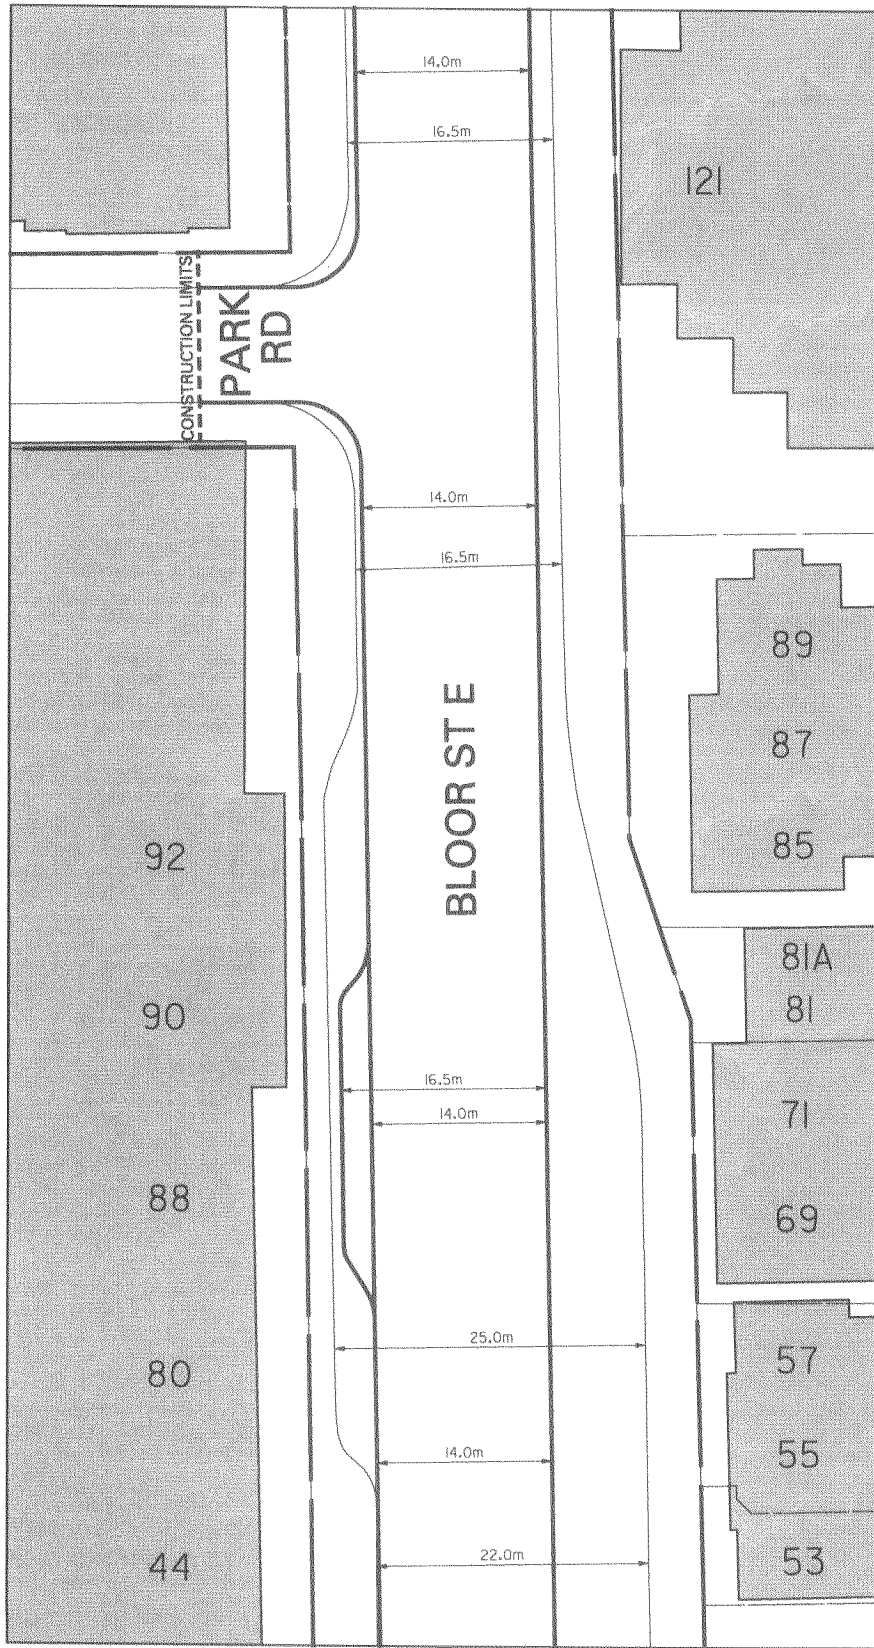 14.0m
16.5m
121
CONSTRUCTION LIMITS
PARK
RD
14.0m
16.5m
89
BLOOR ST E
87
92
85
81A
90
81
16.5m
14.0m
71
88
69
25.0m
57
80
14.0m
55
22.0m
44
53